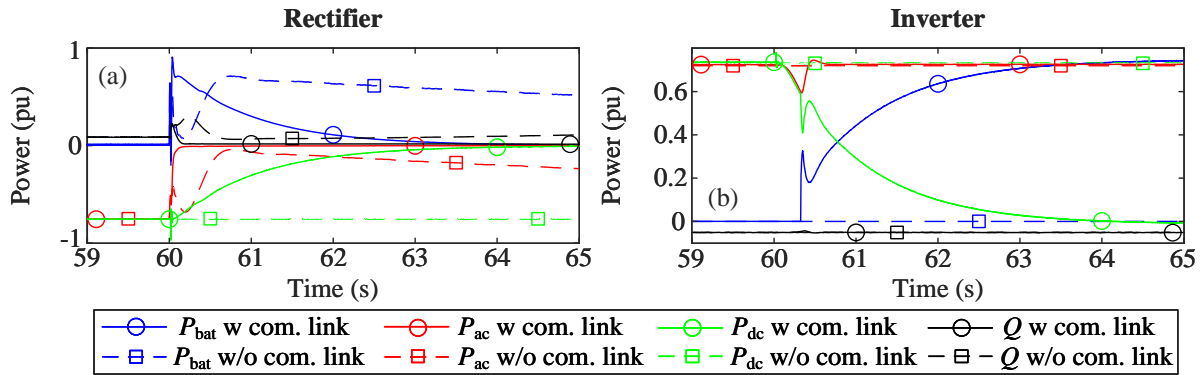 Rectifier
Inverter
Power (pu)
1
0
-1
(a)
59 60 61 62 63 64 65
Time (s)
Power (pu)
0.6
0.4
0.2
0
(b)
59 60 61 62 63 64 65
Time (s)
Pbat w com. link Pac w com. link Pdc w com. link Q w com. link
Pbat w/o com. link Pac w/o com. link Pdc w/o com. link Q w/o com. link